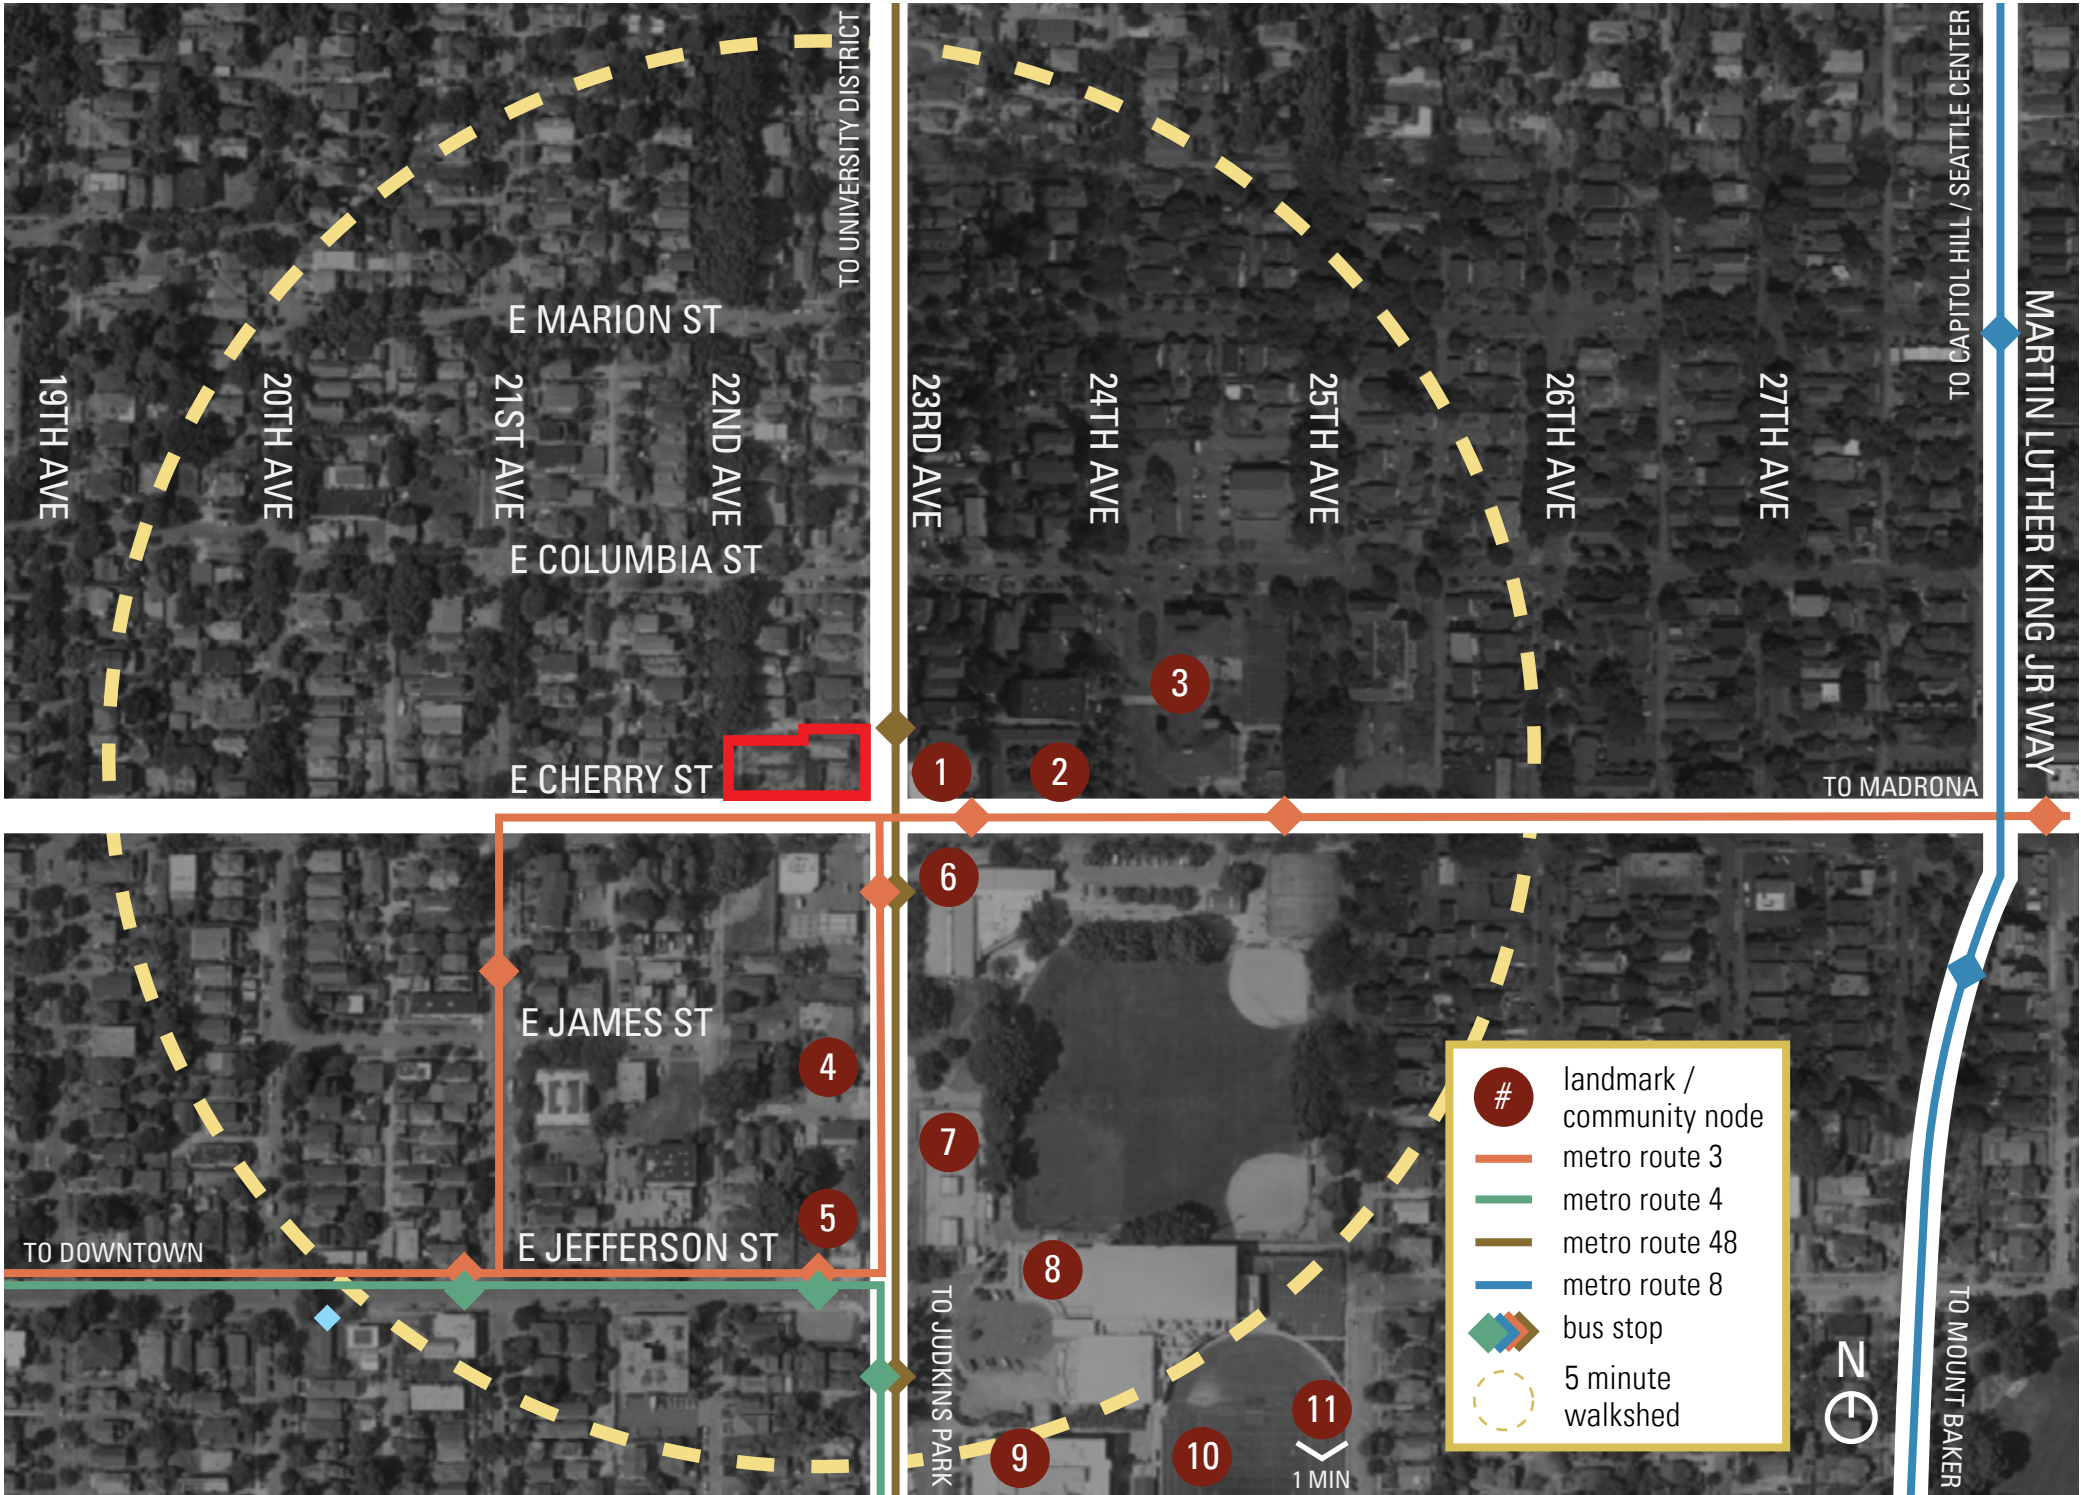 TO UNIVERSITY DISTRICT
TO CAPITOL HILL / SEATTLE CENTER
E MARION ST
19TH AVE
20TH AVE
21ST AVE
22ND AVE
23RD AVE
24TH AVE
25TH AVE
26TH AVE
27TH AVE
MARTIN LUTHER KING JR WAY
E COLUMBIA ST
3
E CHERRY ST
1
2
TO MADRONA
6
E JAMES ST
4
7
5
TO DOWNTOWN
E JEFFERSON ST
8
TO JUDKINS PARK
9
10
11
1 MIN
#
landmark /
community node
metro route 3
metro route 4
metro route 48
metro route 8
bus stop
5 minute
walkshed
N
TO MOUNT BAKER